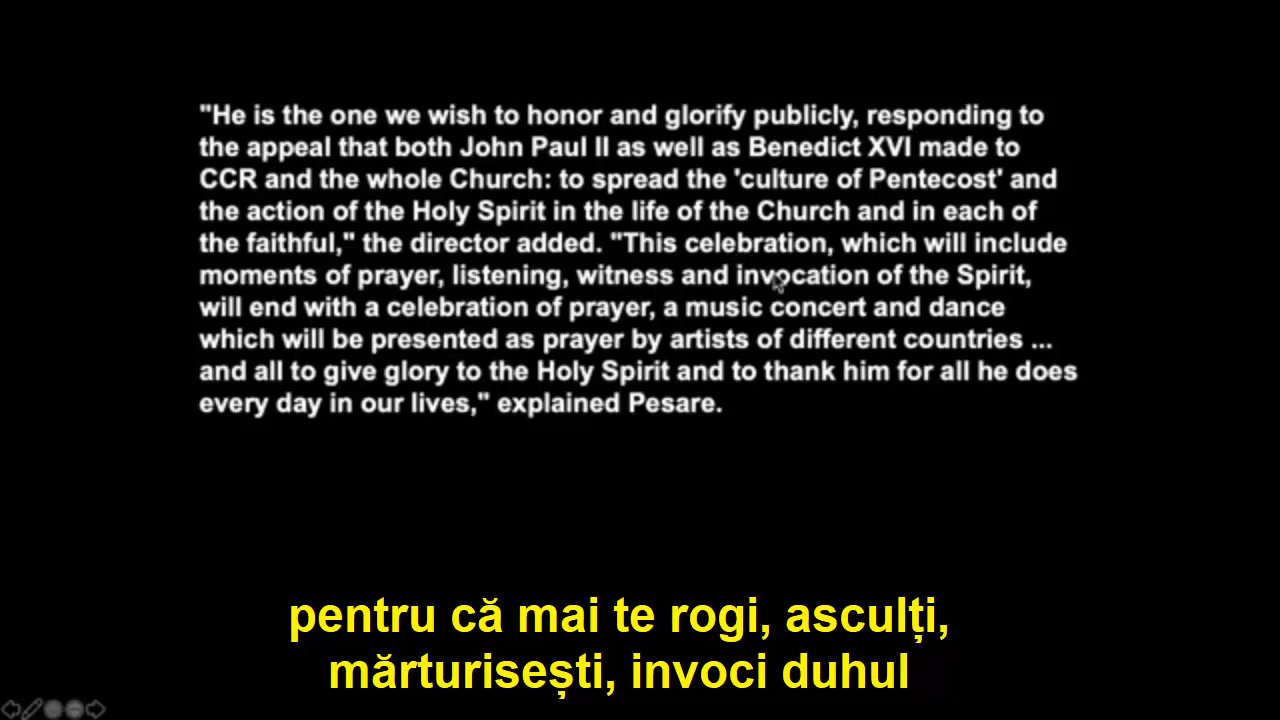 "He is the one we wish to honor and glorify publicly, responding to
the appeal that both John Paul II as well as Benedict XVI made to
CCR and the whole Church: to spread the 'culture of Pentecost' and
the action of the Holy Spirit in the life of the Church and in each of
the faithful," the director added. "This celebration, which will include
moments of prayer, listening, witness and invocation of the Spirit,
will end with a celebration of prayer, a music concert and dance
which will be presented as prayer by artists of different countries ...
and all to give glory to the Holy Spirit and to thank him for all he does
every day in our lives," explained Pesare.
pentru că mai te rogi, asculți,
mărturisești, invoci duhul